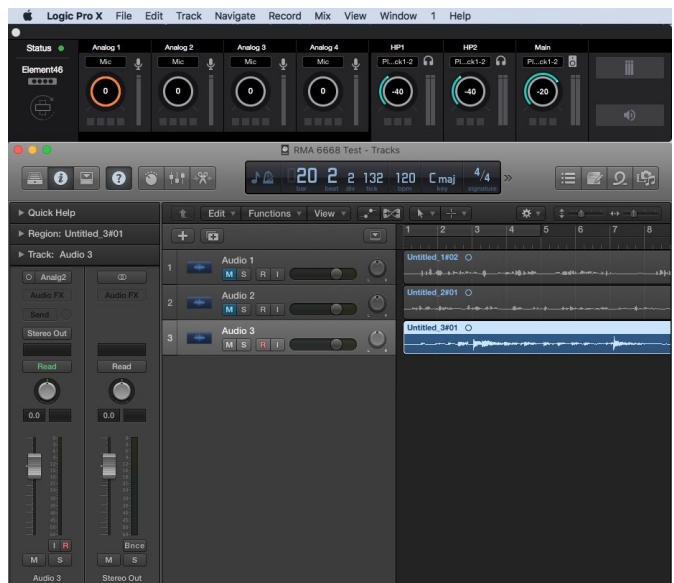 Logic Pro X File Edit Track Navigate Record Mix View Window 1 Help
Status Analog 1 Analog 2 Analog 3 Analog 4 HP1 HP2 Main
Element46 Mic Mic Mic Mic Pl...ck1-2 Pl...ck1-2 Pl...ck1-2
0 0 0 0 -40 -40 -20
RMA 6668 Test - Tracks
20 2 2 132 120 C maj 4/4
bar beat div tick bpm key signature
Quick Help Edit Functions View
Region: Untitled_3#01 1 2 3 4 5 6 7 8
Track: Audio 3
1 Audio 1 Untitled_1#02
M S R I
2 Audio 2 Untitled_2#01
M S R I
3 Audio 3 Untitled_3#01
M S R I
Analg2
Audio FX Audio FX
Send
Stereo Out
Read Read
0.0 0.0
I R Bnce
M S M S
Audio 3 Stereo Out